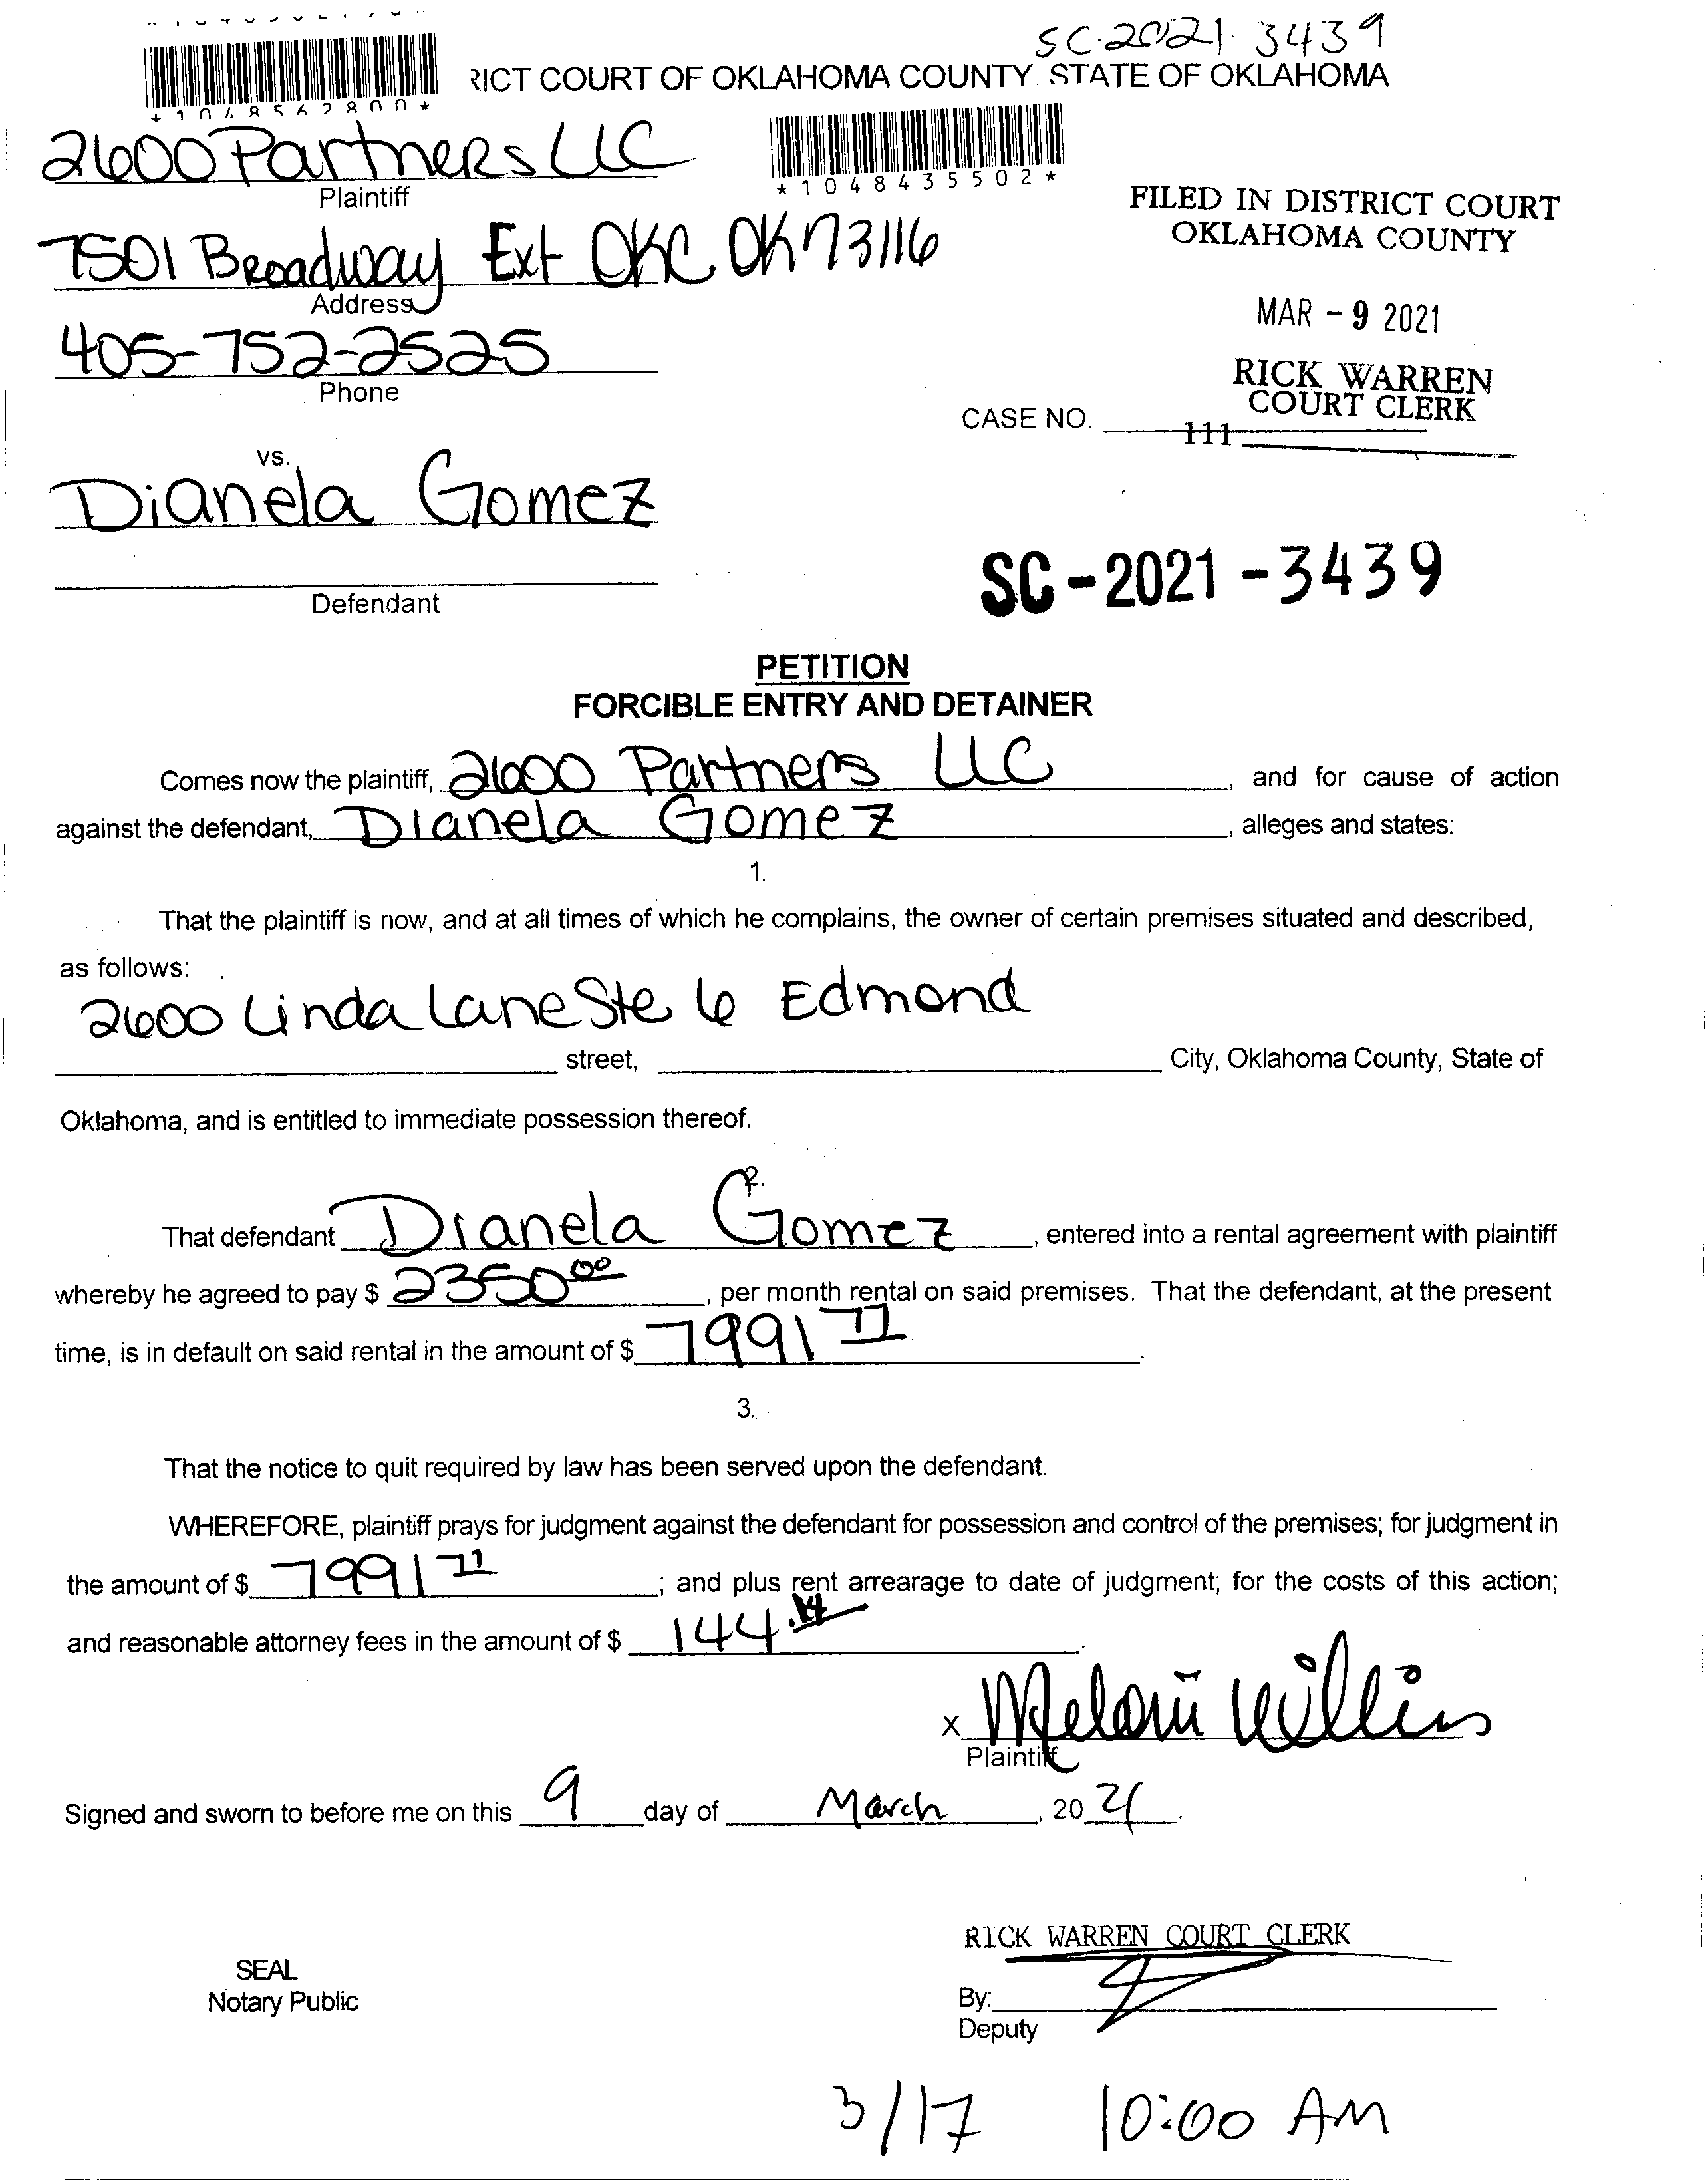 SC-2021-3439
RICT COURT OF OKLAHOMA COUNTY STATE OF OKLAHOMA
*1048562800*
2600 Partners LLC
*1048435502*
Plaintiff
FILED IN DISTRICT COURT
OKLAHOMA COUNTY
7501 Broadway Ext OKC OK 73116
Address
MAR - 9 2021
405-752-2525
Phone
RICK WARREN
COURT CLERK
CASE NO. 111
vs.
Dianela Gomez
SC - 2021 - 3439
Defendant
PETITION
FORCIBLE ENTRY AND DETAINER
Comes now the plaintiff, 2600 Partners LLC, and for cause of action
against the defendant, Dianela Gomez, alleges and states:
1.
That the plaintiff is now, and at all times of which he complains, the owner of certain premises situated and described,
as follows:
2600 Linda Lane Ste 6 Edmond
street, City, Oklahoma County, State of
Oklahoma, and is entitled to immediate possession thereof.
2.
That defendant Dianela Gomez, entered into a rental agreement with plaintiff
whereby he agreed to pay $ 2350 00, per month rental on said premises. That the defendant, at the present
time, is in default on said rental in the amount of $ 7991 71.
3.
That the notice to quit required by law has been served upon the defendant.
WHEREFORE, plaintiff prays for judgment against the defendant for possession and control of the premises; for judgment in
the amount of $ 7991 71; and plus rent arrearage to date of judgment; for the costs of this action;
and reasonable attorney fees in the amount of $ 144.14.
x
Plaintiff
Signed and sworn to before me on this 9 day of March, 20 21.
RICK WARREN COURT CLERK
SEAL
Notary Public
By:
Deputy
3/17 10:00 AM